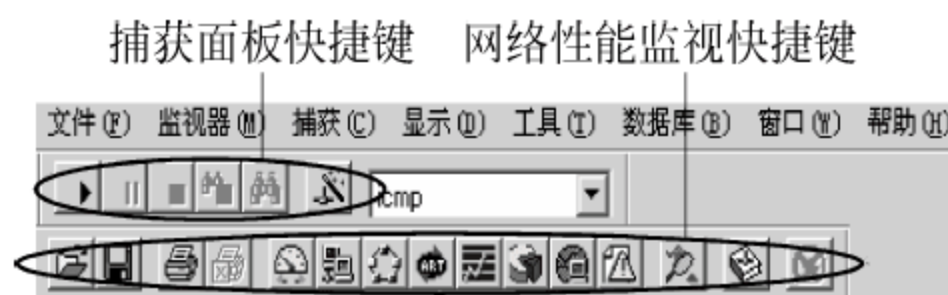 捕获面板快捷键 网络性能监视快捷键
文件(F) 监视器(M) 捕获(C) 显示(D) 工具(T) 数据库(B) 窗口(W) 帮助(H)
icmp
ART